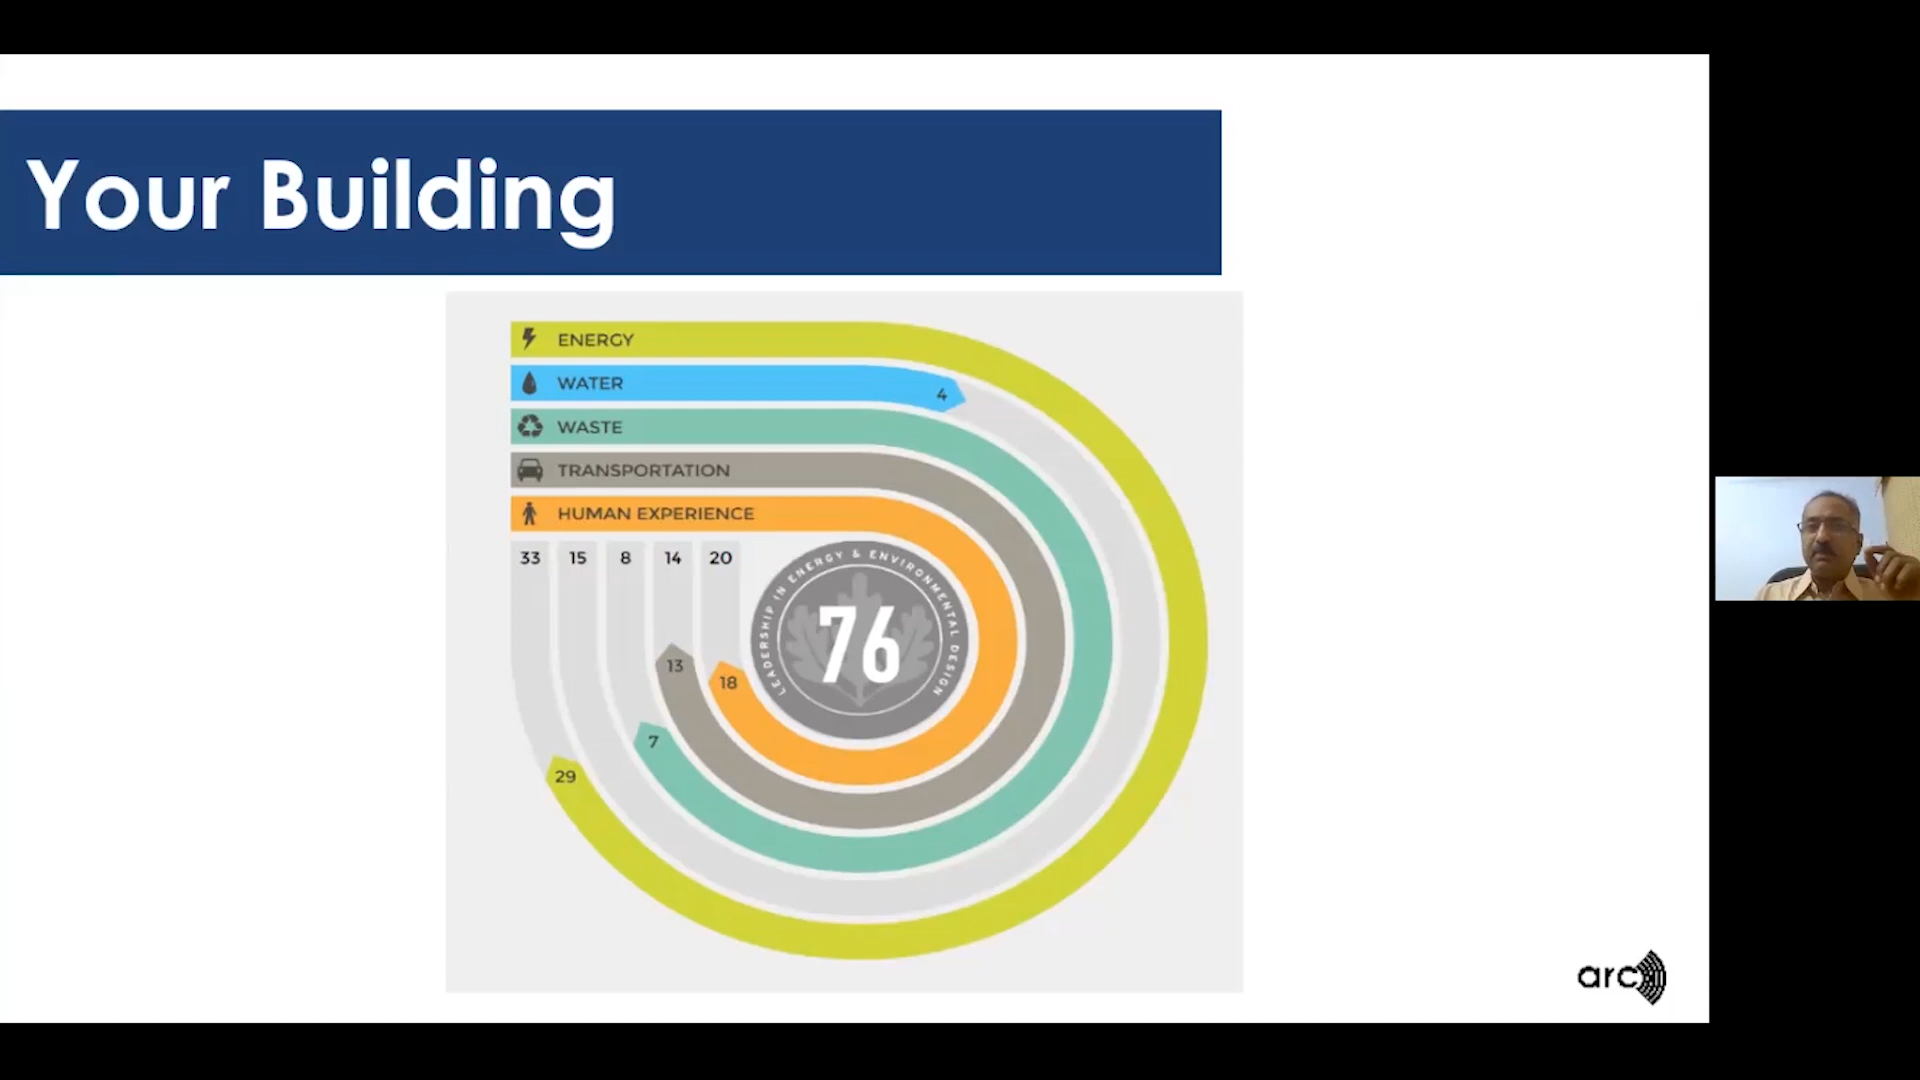 Your Building
ENERGY
WATER
4
WASTE
TRANSPORTATION
HUMAN EXPERIENCE
33 15 8 14 20
LEADERSHIP IN ENERGY & ENVIRONMENTAL DESIGN
76
13
18
7
29
arc